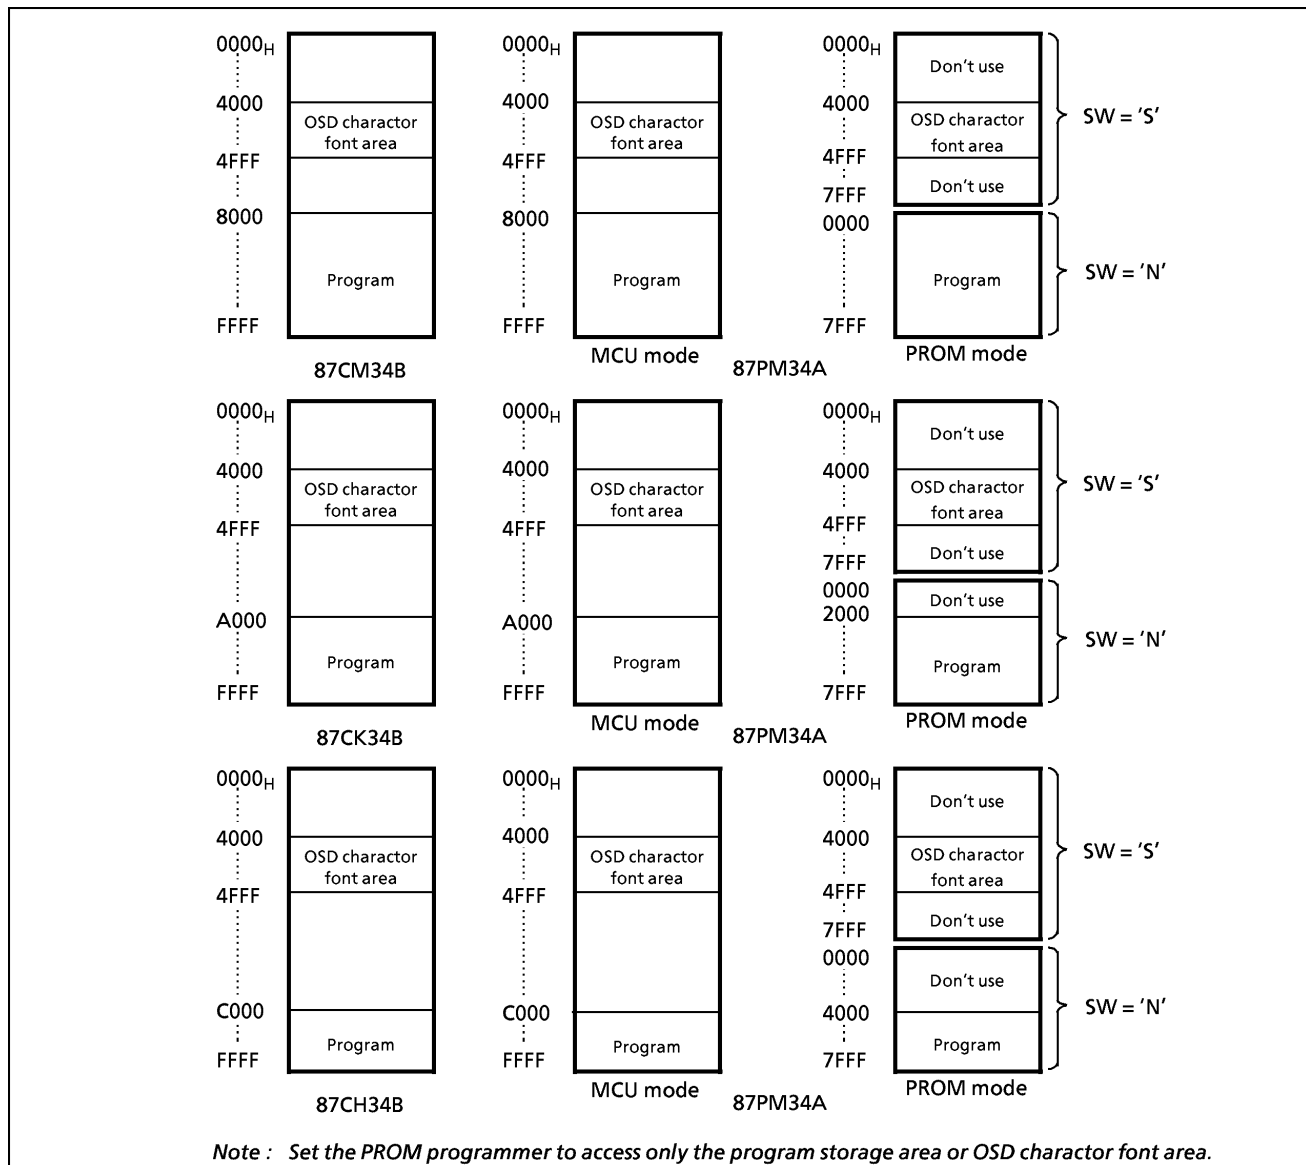 0000H
4000
OSD charactor
font area
4FFF
8000
Program
FFFF
87CM34B
0000H
4000
OSD charactor
font area
4FFF
8000
Program
FFFF
MCU mode
87PM34A
0000H
Don't use
4000
OSD charactor
font area
4FFF
Don't use
7FFF
SW = 'S'
0000
Program
7FFF
SW = 'N'
PROM mode
0000H
4000
OSD charactor
font area
4FFF
A000
Program
FFFF
87CK34B
0000H
4000
OSD charactor
font area
4FFF
A000
Program
FFFF
MCU mode
87PM34A
0000H
Don't use
4000
OSD charactor
font area
4FFF
Don't use
7FFF
SW = 'S'
0000
Don't use
2000
Program
7FFF
SW = 'N'
PROM mode
0000H
4000
OSD charactor
font area
4FFF
C000
Program
FFFF
87CH34B
0000H
4000
OSD charactor
font area
4FFF
C000
Program
FFFF
MCU mode
87PM34A
0000H
Don't use
4000
OSD charactor
font area
4FFF
Don't use
7FFF
SW = 'S'
0000
Don't use
4000
Program
7FFF
SW = 'N'
PROM mode
Note : Set the PROM programmer to access only the program storage area or OSD charactor font area.